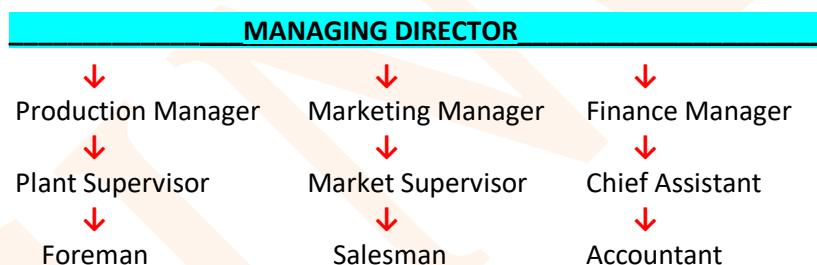 MANAGING DIRECTOR
↓ ↓ ↓
Production Manager Marketing Manager Finance Manager
↓ ↓ ↓
Plant Supervisor Market Supervisor Chief Assistant
↓ ↓ ↓
Foreman Salesman Accountant